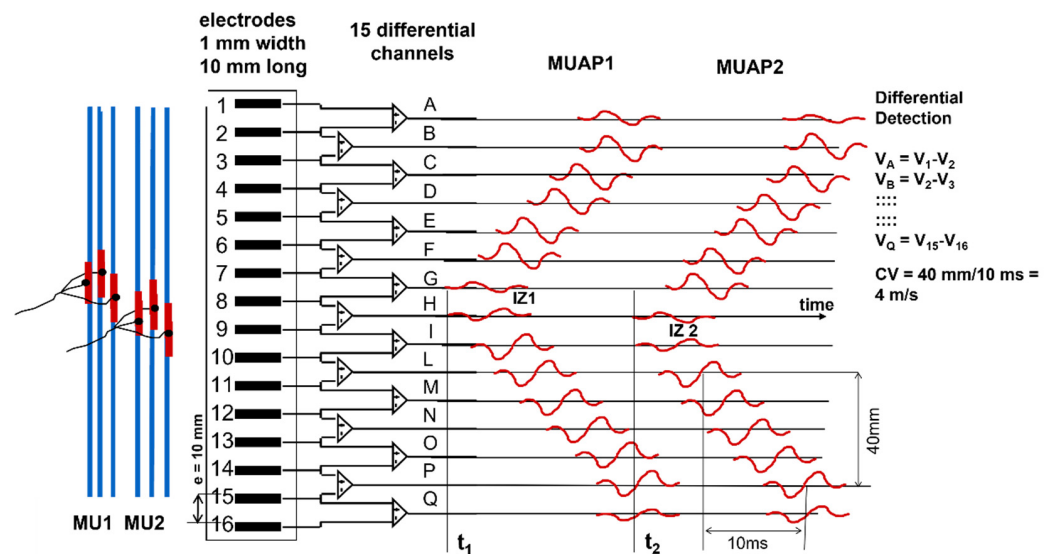 electrodes
1 mm width
10 mm long
15 differential
channels
MUAP1
MUAP2
Differential
Detection
V_A = V_1-V_2
V_B = V_2-V_3
::::
::::
V_Q = V_15-V_16
CV = 40 mm/10 ms =
4 m/s
1
2
3
4
5
6
7
8
9
10
11
12
13
14
15
16
A
B
C
D
E
F
G
H
I
L
M
N
O
P
Q
IZ1
IZ 2
time
40mm
10ms
t_1
t_2
e = 10 mm
MU1
MU2